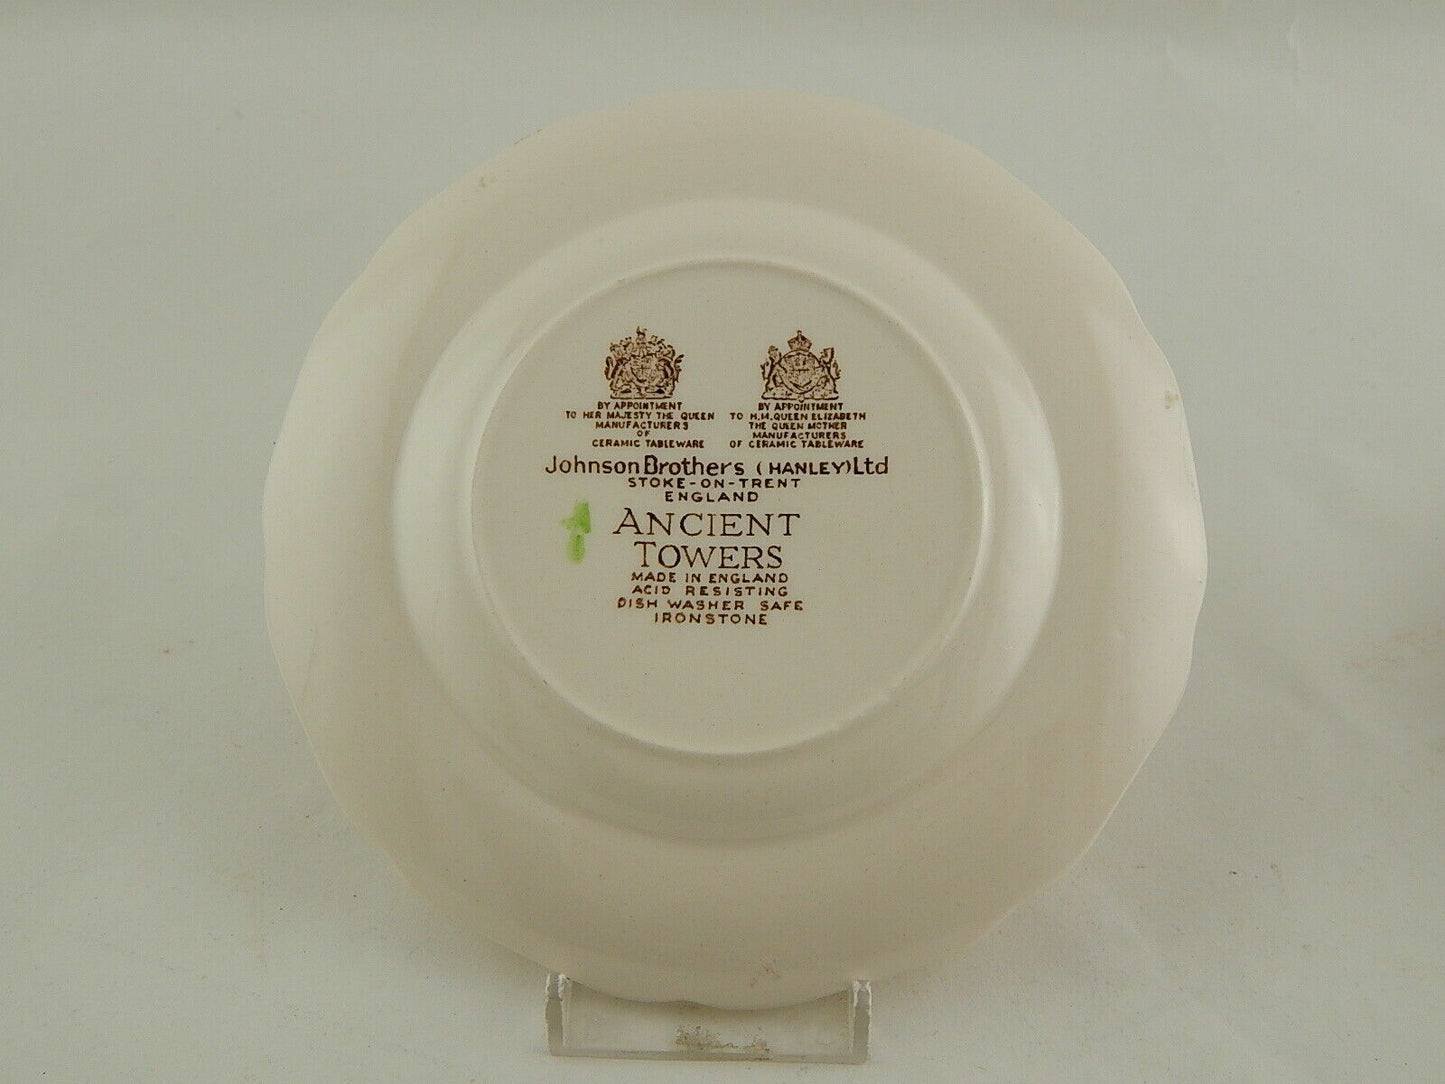 BY APPOINTMENT
TO HER MAJESTY THE QUEEN
MANUFACTURERS
OF
CERAMIC TABLEWARE
BY APPOINTMENT
TO H.M.QUEEN ELIZABETH
THE QUEEN MOTHER
MANUFACTURERS
OF CERAMIC TABLEWARE
Johnson Brothers (HANLEY) Ltd
STOKE-ON-TRENT
ENGLAND
ANCIENT
TOWERS
MADE IN ENGLAND
ACID RESISTING
DISH WASHER SAFE
IRONSTONE